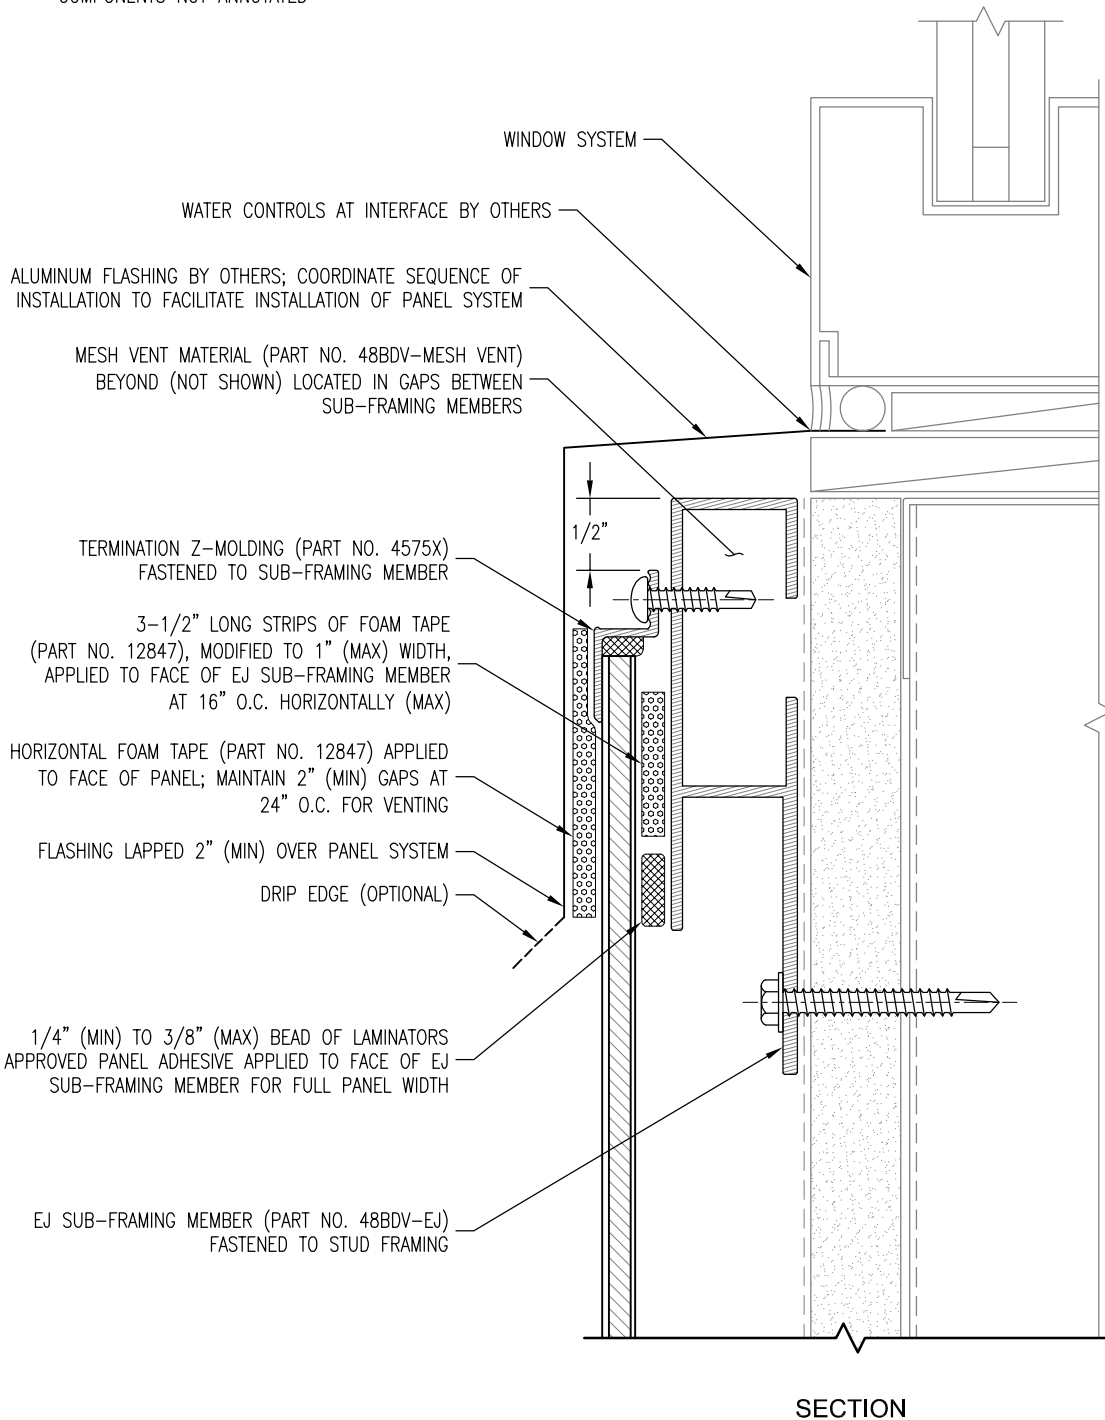 COMPONENTS NOT ANNOTATED
WINDOW SYSTEM
WATER CONTROLS AT INTERFACE BY OTHERS
ALUMINUM FLASHING BY OTHERS; COORDINATE SEQUENCE OF
INSTALLATION TO FACILITATE INSTALLATION OF PANEL SYSTEM
MESH VENT MATERIAL (PART NO. 48BDV-MESH VENT)
BEYOND (NOT SHOWN) LOCATED IN GAPS BETWEEN
SUB-FRAMING MEMBERS
1/2”
TERMINATION Z-MOLDING (PART NO. 4575X)
FASTENED TO SUB-FRAMING MEMBER
3-1/2” LONG STRIPS OF FOAM TAPE
(PART NO. 12847), MODIFIED TO 1” (MAX) WIDTH,
APPLIED TO FACE OF EJ SUB-FRAMING MEMBER
AT 16” O.C. HORIZONTALLY (MAX)
HORIZONTAL FOAM TAPE (PART NO. 12847) APPLIED
TO FACE OF PANEL; MAINTAIN 2” (MIN) GAPS AT
24” O.C. FOR VENTING
FLASHING LAPPED 2” (MIN) OVER PANEL SYSTEM
DRIP EDGE (OPTIONAL)
1/4” (MIN) TO 3/8” (MAX) BEAD OF LAMINATORS
APPROVED PANEL ADHESIVE APPLIED TO FACE OF EJ
SUB-FRAMING MEMBER FOR FULL PANEL WIDTH
EJ SUB-FRAMING MEMBER (PART NO. 48BDV-EJ)
FASTENED TO STUD FRAMING
SECTION